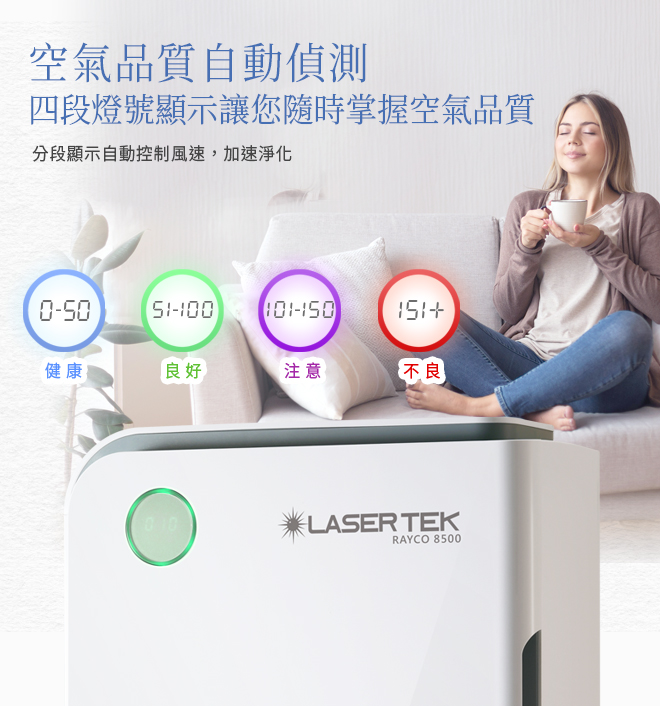 空氣品質自動偵測
四段燈號顯示讓您隨時掌握空氣品質
分段顯示自動控制風速，加速淨化
0-50
51-100
101-150
151+
健康
良好
注意
不良
LASER TEK
RAYCO 8500